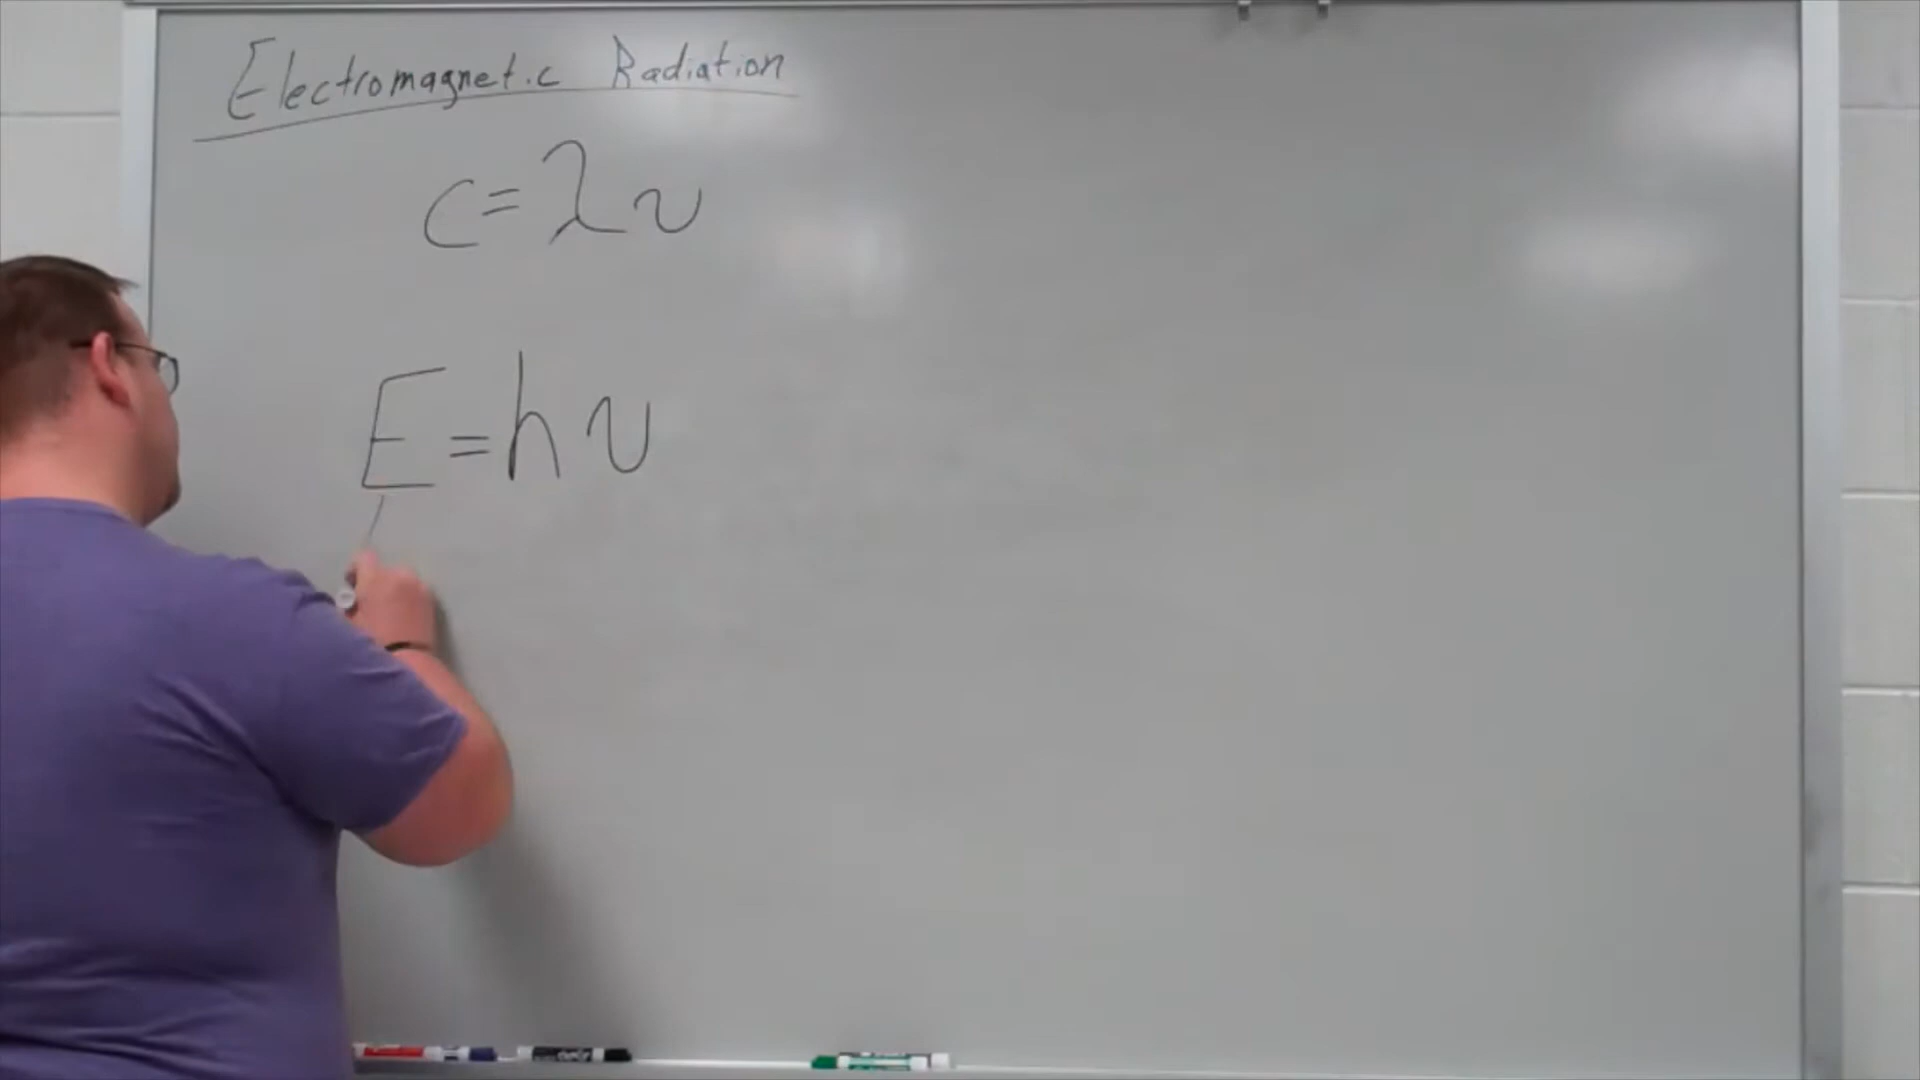 Electromagnetic Radiation
c = λν
E = hν